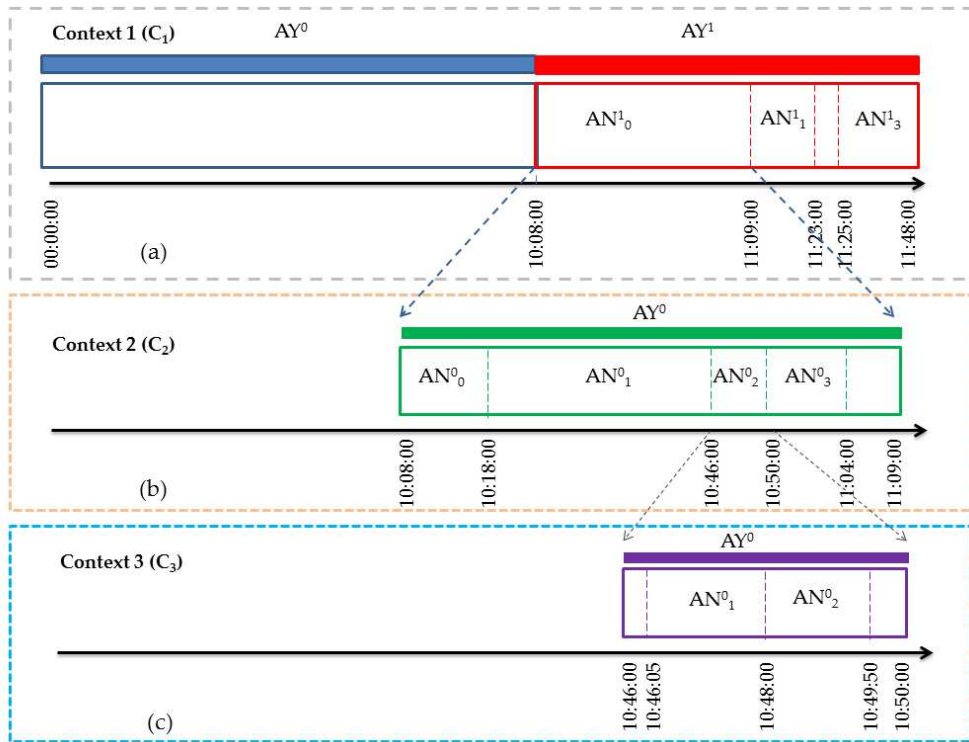 Context 1 (C₁) AY⁰ AY¹
AN¹₀ AN¹₁ AN¹₃
00:00:00 10:08:00 11:09:00 11:23:00 11:25:00 11:48:00
(a)
AY⁰
Context 2 (C₂)
AN⁰₀ AN⁰₁ AN⁰₂ AN⁰₃
10:08:00 10:18:00 10:46:00 10:50:00 11:04:00 11:09:00
(b)
AY⁰
Context 3 (C₃)
AN⁰₁ AN⁰₂
10:46:00 10:46:05 10:48:00 10:49:50 10:50:00
(c)